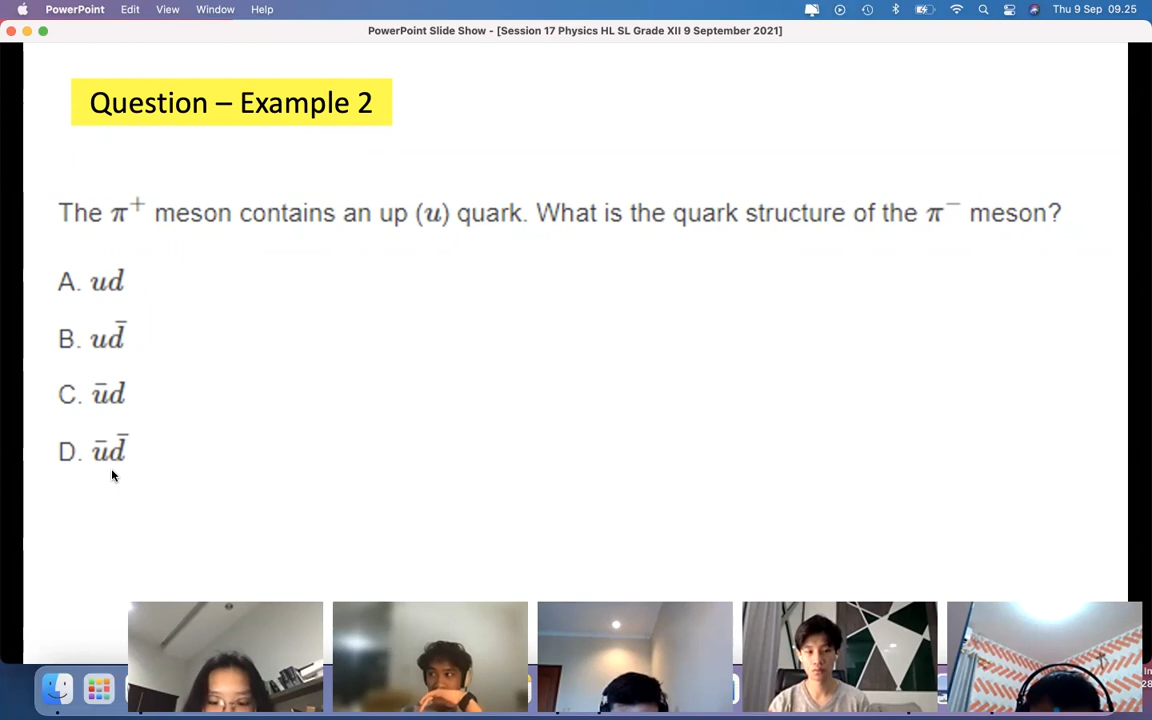 PowerPoint Edit View Window Help Thu 9 Sep 09.25
PowerPoint Slide Show - [Session 17 Physics HL SL Grade XII 9 September 2021]
Question – Example 2
The π⁺ meson contains an up (u) quark. What is the quark structure of the π⁻ meson?
A. ud
B. ud̄
C. ūd
D. ūd̄